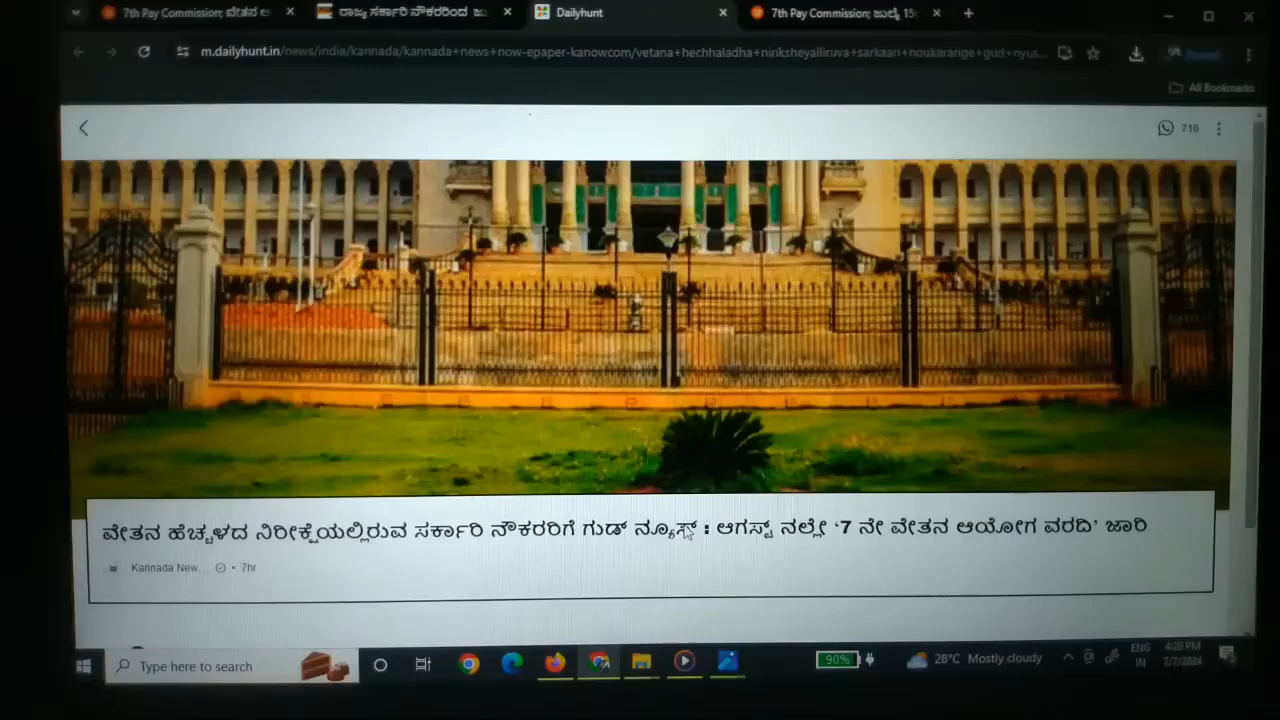 7th Pay Commission; ವೇತನ
ರಾಜ್ಯ ಸರ್ಕಾರಿ ನೌಕರರಿಂದ ಜು
Dailyhunt
7th Pay Commission; ಜುಲೈ 15
m.dailyhunt.in/news/india/kannada/kannada+news+now-epaper-kanowcom/vetana+hechhaladha+niriksheyalliruva+sarkaari+noukarange+gud+nyus...
All Bookmarks
710
ವೇತನ ಹೆಚ್ಚಳದ ನಿರೀಕ್ಷೆಯಲ್ಲಿರುವ ಸರ್ಕಾರಿ ನೌಕರರಿಗೆ ಗುಡ್ ನ್ಯೂಸ್ : ಆಗಸ್ಟ್ ನಲ್ಲೇ '7 ನೇ ವೇತನ ಆಯೋಗ ವರದಿ' ಜಾರಿ
Kannada New... • 7hr
Type here to search
90%
28°C Mostly cloudy
ENG
IN
4:28 PM
7/7/2024